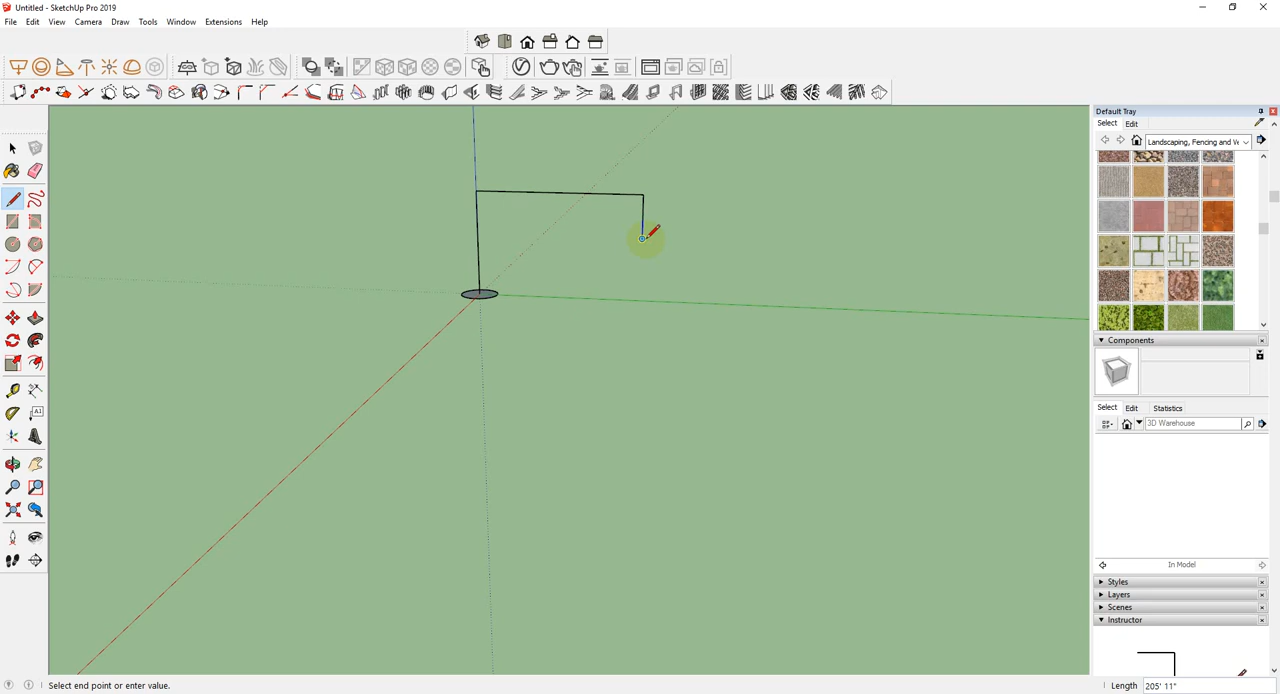 Untitled - SketchUp Pro 2019
File Edit View Camera Draw Tools Window Extensions Help
Default Tray
Select Edit
Landscaping, Fencing and Ve
Components
Select Edit Statistics
3D Warehouse
In Model
Styles
Layers
Scenes
Instructor
Select end point or enter value.
Length 205' 11"